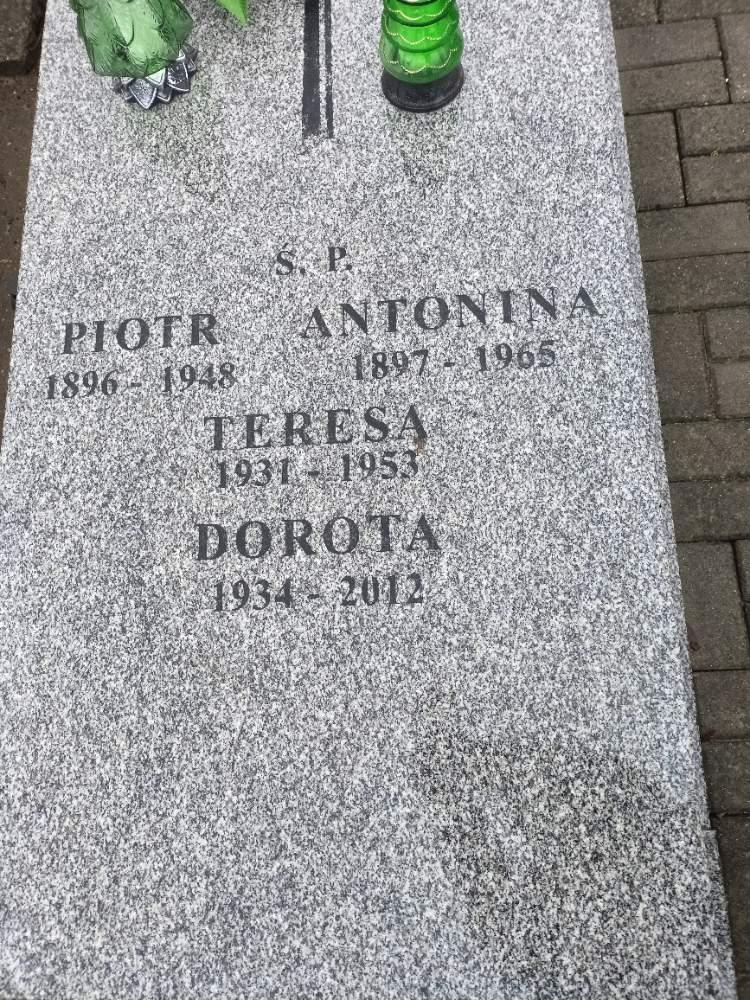 Ś. P.
PIOTR ANTONINA
1896 - 1948 1897 - 1965
TERESA
1931 - 1953
DOROTA
1934 - 2012